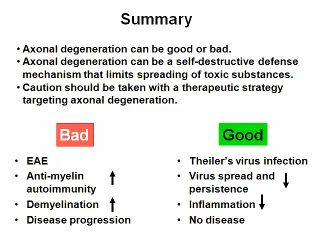 Summary
• Axonal degeneration can be good or bad.
• Axonal degeneration can be a self-destructive defense
mechanism that limits spreading of toxic substances.
• Caution should be taken with a therapeutic strategy
targeting axonal degeneration.
Bad
• EAE
• Anti-myelin
autoimmunity ↑
• Demyelination ↑
• Disease progression
Good
• Theiler's virus infection
• Virus spread and
persistence ↓
• Inflammation ↓
• No disease